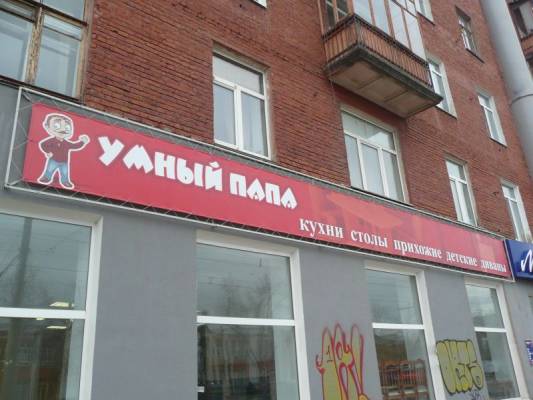 УМНЫЙ ПАПА
кухни столы прихожие детские диваны